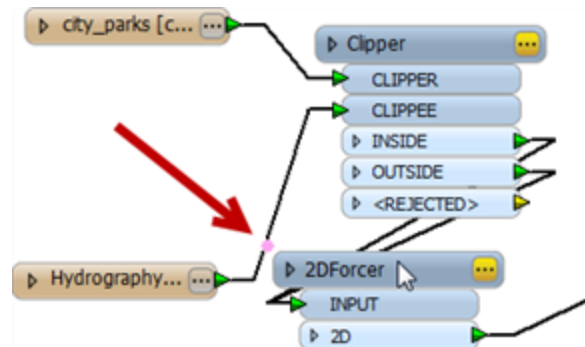 city_parks [c...
Clipper
CLIPPER
CLIPPEE
INSIDE
OUTSIDE
<REJECTED>
Hydrography...
2DForcer
INPUT
2D